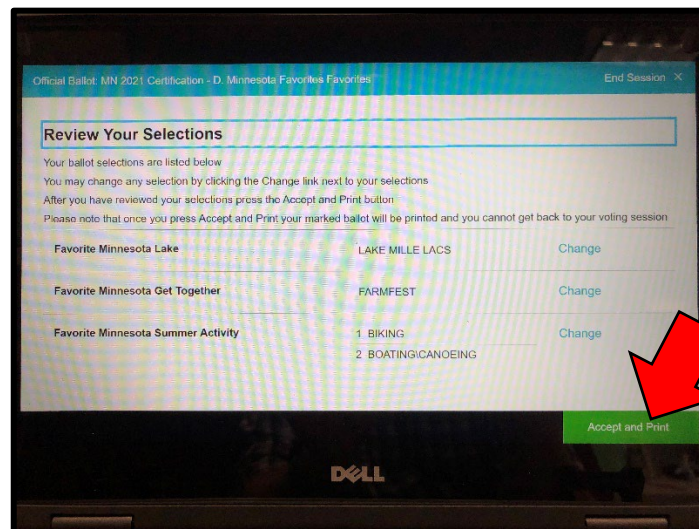 Official Ballot: MN 2021 Certification - D. Minnesota Favorites Favorites End Session ×
Review Your Selections
Your ballot selections are listed below
You may change any selection by clicking the Change link next to your selections
After you have reviewed your selections press the Accept and Print button
Please note that once you press Accept and Print your marked ballot will be printed and you cannot get back to your voting session
Favorite Minnesota Lake LAKE MILLE LACS Change
Favorite Minnesota Get Together FARMFEST Change
Favorite Minnesota Summer Activity 1 BIKING Change
2 BOATING\CANOEING
Accept and Print
DELL